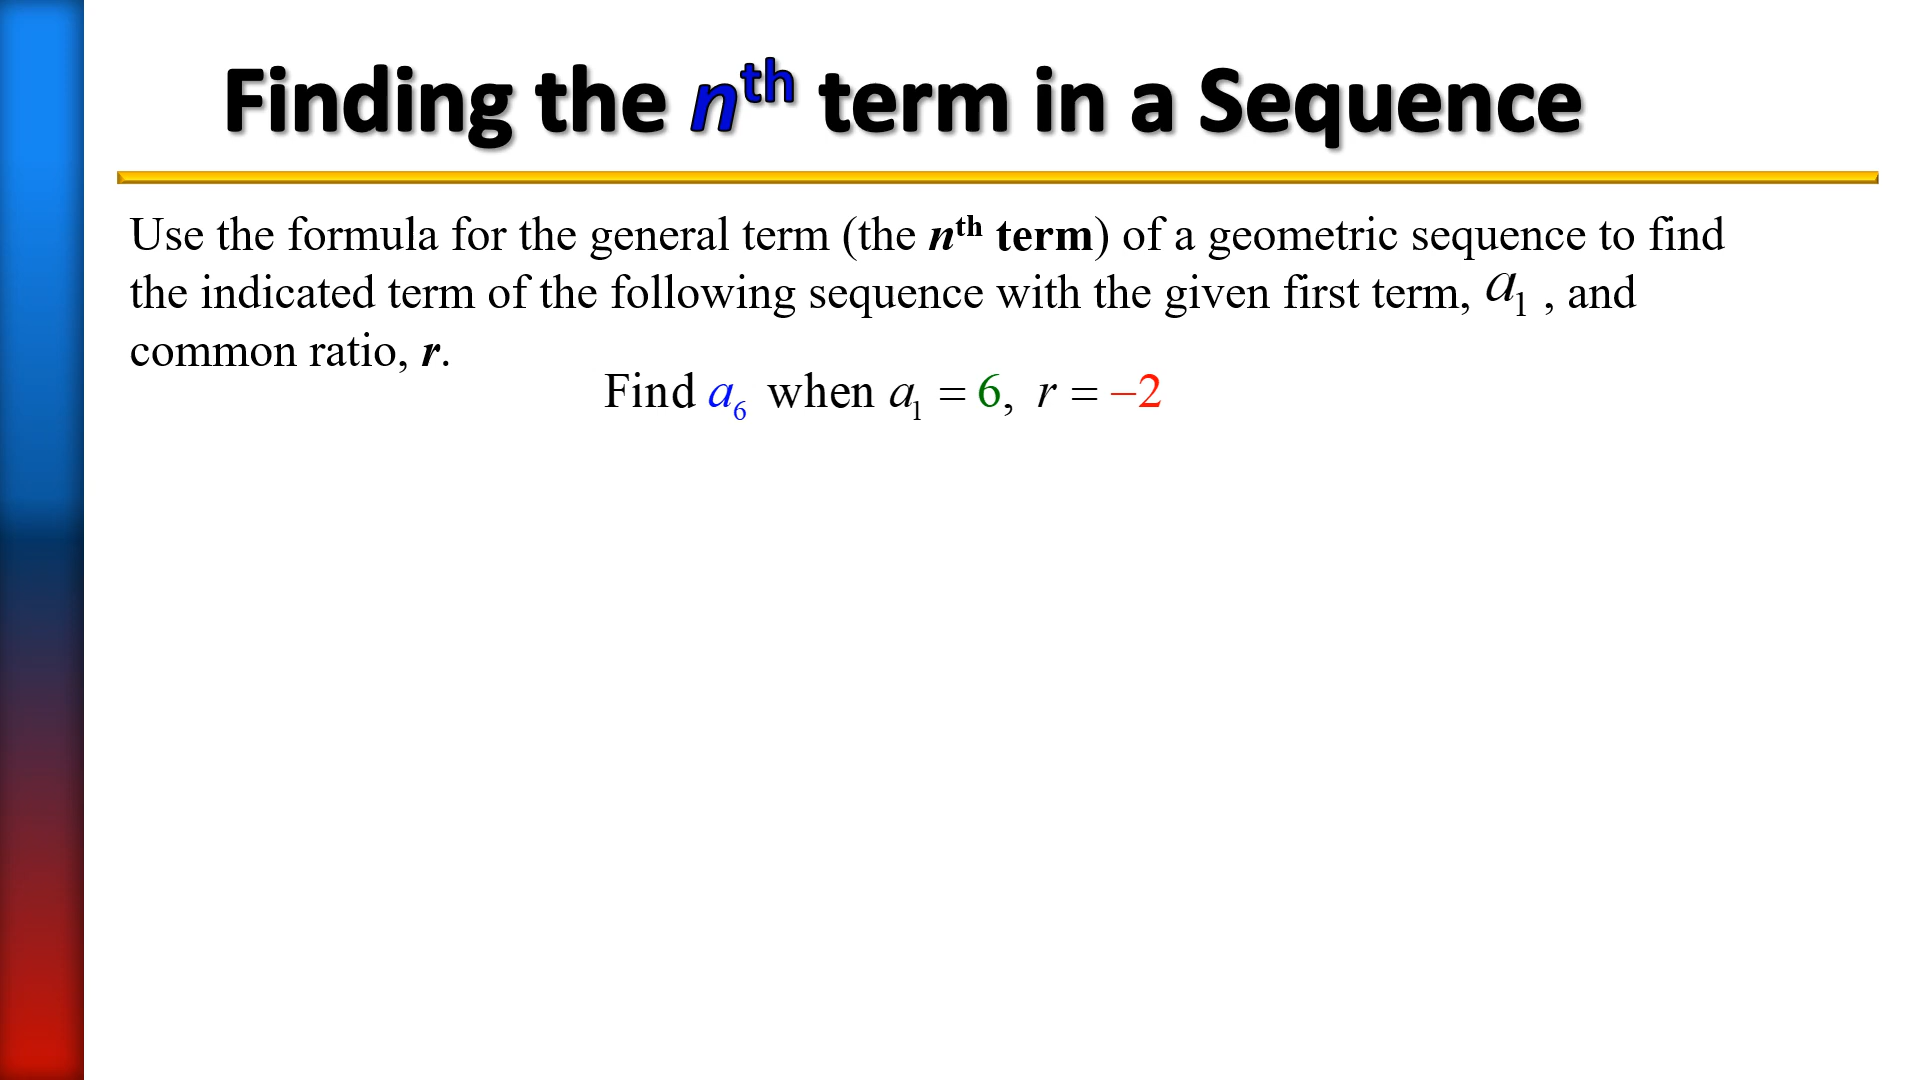 Finding the nth term in a Sequence
Use the formula for the general term (the nth term) of a geometric sequence to find
the indicated term of the following sequence with the given first term, a₁ , and
common ratio, r.
Find a₆ when a₁ = 6, r = –2